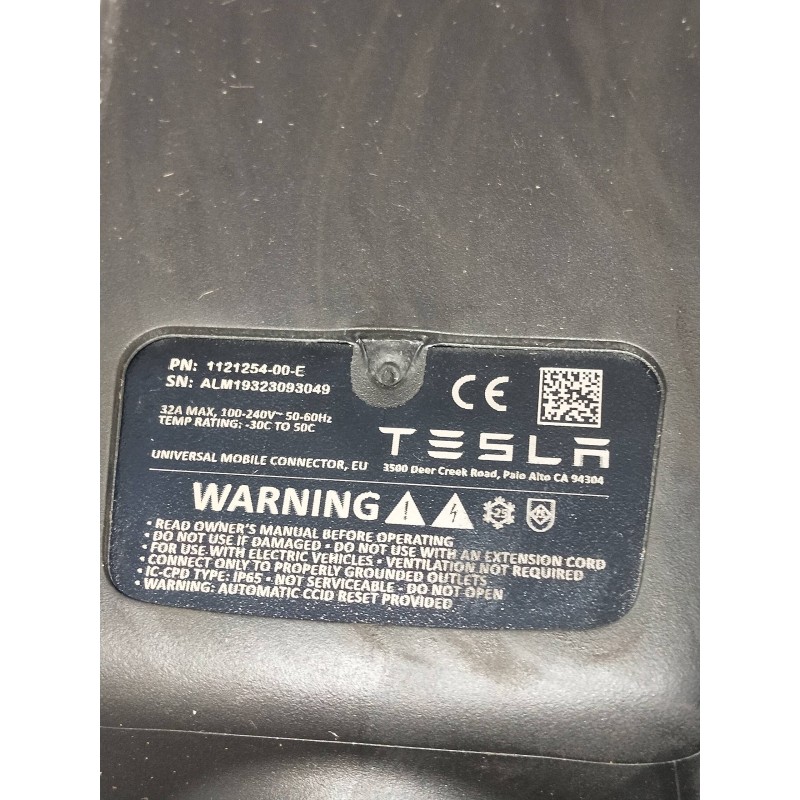 PN: 1121254-00-E
SN: ALM19323093049
CE
32A MAX, 100-240V~ 50-60Hz
TEMP RATING: -30C TO 50C
TESLA
UNIVERSAL MOBILE CONNECTOR, EU
3500 Deer Creek Road, Palo Alto CA 94304
WARNING
-25
• READ OWNER'S MANUAL BEFORE OPERATING
• DO NOT USE IF DAMAGED • DO NOT USE WITH AN EXTENSION CORD
• FOR USE WITH ELECTRIC VEHICLES • VENTILATION NOT REQUIRED
• CONNECT ONLY TO PROPERLY GROUNDED OUTLETS
• IC-CPD TYPE: IP65 • NOT SERVICEABLE - DO NOT OPEN
• WARNING: AUTOMATIC CCID RESET PROVIDED